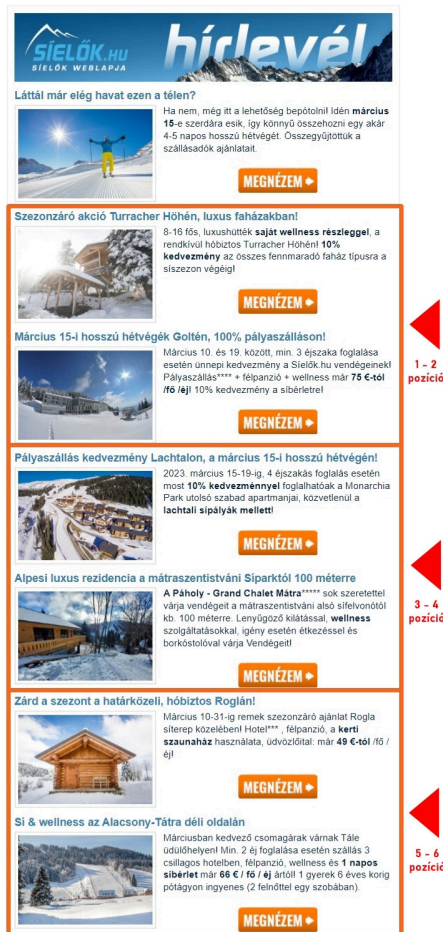 SÍELŐK.HU
SÍELŐK WEBLAPJA
hírlevél
Láttál már elég havat ezen a télen?
Ha nem, még itt a lehetőség bepótolni! Idén március
15-e szerdára esik, így könnyű összehozni egy akár
4-5 napos hosszú hétvégét. Összegyűjtöttük a
szállásadók ajánlatait.
MEGNÉZEM
Szezonzáró akció Turracher Höhén, luxus faházakban!
8-16 fős, luxushütték saját wellness részleggel, a
rendkívül hóbiztos Turracher Höhén! 10%
kedvezmény az összes fennmaradó faház típusra a
síszezon végéig!
MEGNÉZEM
Március 15-i hosszú hétvégék Goltén, 100% pályaszálláson!
Március 10. és 19. között, min. 3 éjszaka foglalása
esetén ünnepi kedvezmény a Síelők.hu vendégeinek!
Pályaszállás**** + félpanzió + wellness már 75 €-tól
/fő /éj! 10% kedvezmény a síbérletre!
MEGNÉZEM
1 - 2
pozíció
Pályaszállás kedvezmény Lachtalon, a március 15-i hosszú hétvégén!
2023. március 15-19-ig, 4 éjszakás foglalás esetén
most 10% kedvezménnyel foglalhatóak a Monarchia
Park utolsó szabad apartmanjai, közvetlenül a
lachtali sípályák mellett!
MEGNÉZEM
Alpesi luxus rezidencia a mátraszentistváni Síparktól 100 méterre
A Páholy - Grand Chalet Mátra***** sok szeretettel
várja vendégeit a mátraszentistváni alsó sífelvonótól
kb. 100 méterre. Lenyűgöző kilátással, wellness
szolgáltatásokkal, igény esetén étkezéssel és
borkóstolóval várja Vendégeit!
MEGNÉZEM
3 - 4
pozíció
Zárd a szezont a határközeli, hóbiztos Roglán!
Március 10-31-ig remek szezonzáró ajánlat Rogla
síterep közelében! Hotel*** , félpanzió, a kerti
szaunaház használata, üdvözlőital: már 49 €-tól /fő /
éj!
MEGNÉZEM
Sí & wellness az Alacsony-Tátra déli oldalán
Márciusban kedvező csomagárak várnak Tále
üdülőhelyen! Min. 2 éj foglalása esetén szállás 3
csillagos hotelben, félpanzió, wellness és 1 napos
síbérlet már 66 € / fő / éj ártól! 1 gyerek 6 éves korig
pótágyon ingyenes (2 felnőttel egy szobában).
MEGNÉZEM
5 - 6
pozíció